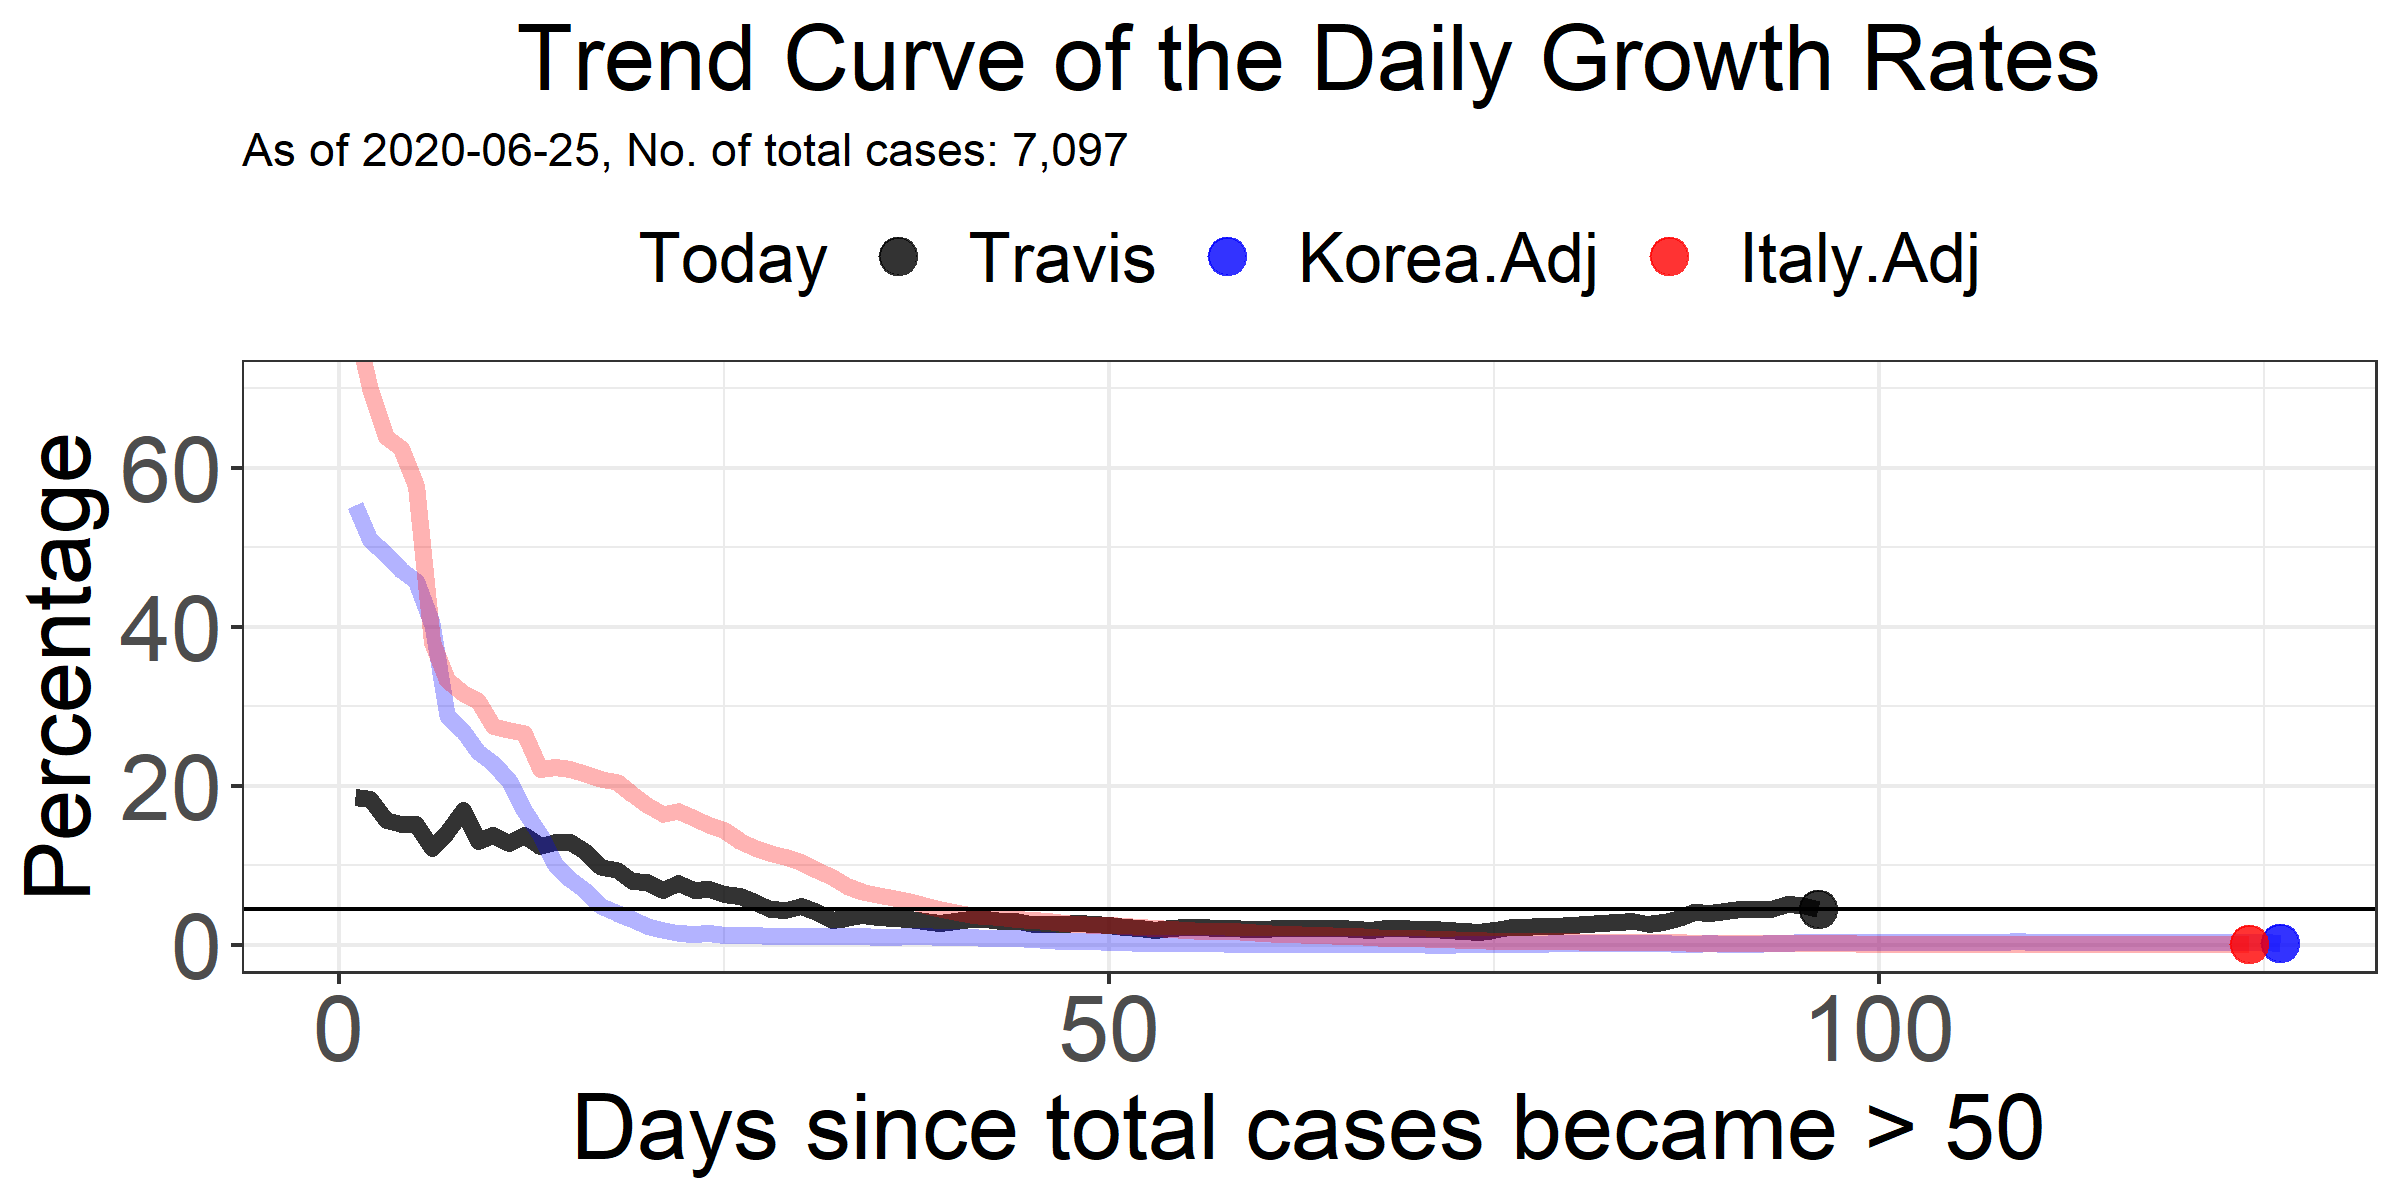 Trend Curve of the Daily Growth Rates
As of 2020-06-25, No. of total cases: 7,097
Today Travis Korea.Adj Italy.Adj
Percentage
60
40
20
0
0 50 100
Days since total cases became > 50